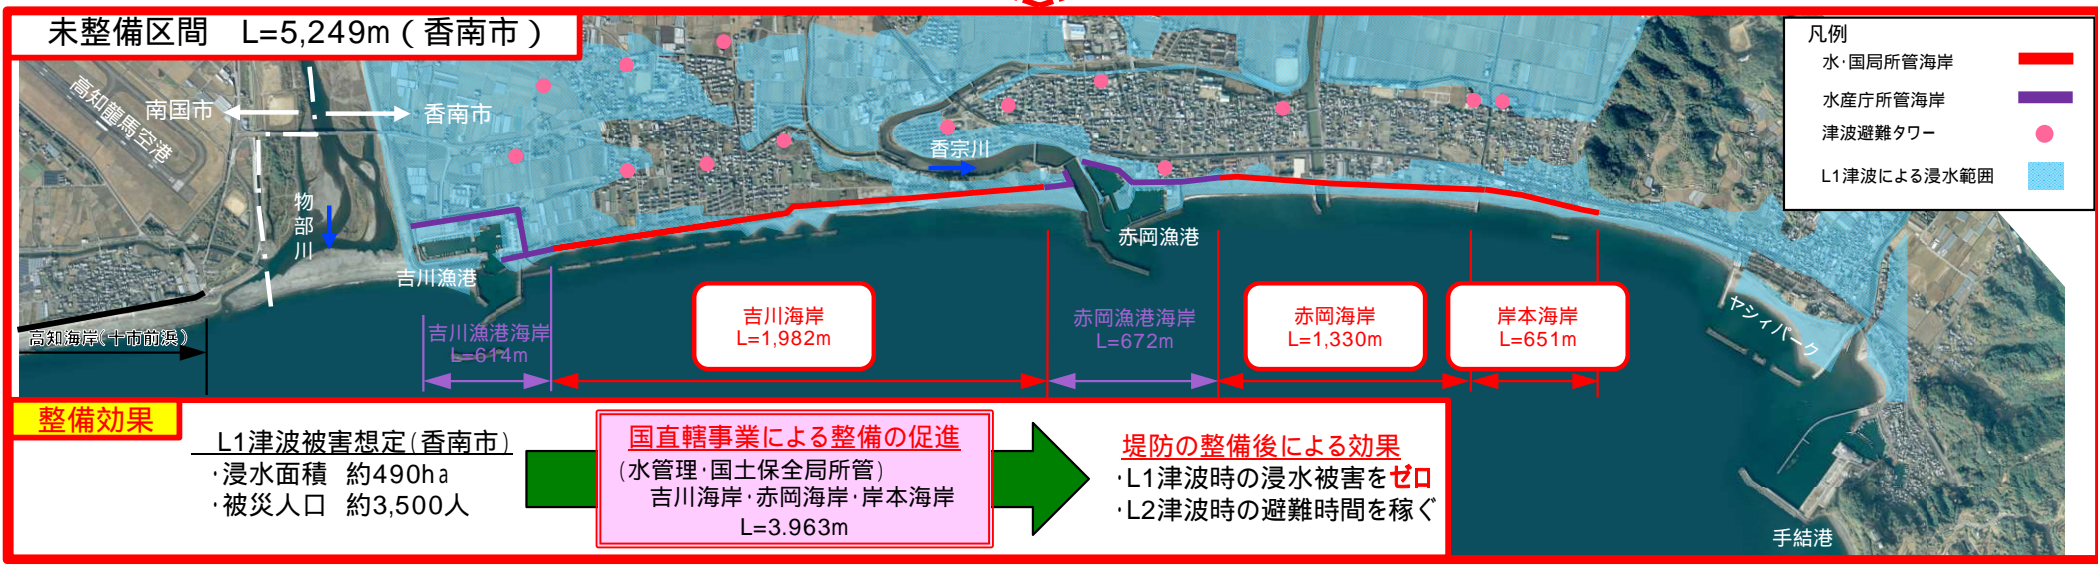 未整備区間 L=5,249m（香南市）
凡例
水・国局所管海岸
水産庁所管海岸
津波避難タワー
L1津波による浸水範囲
高知龍馬空港
南国市
香南市
物部川
香宗川
吉川漁港
赤岡漁港
ヤシィパーク
手結港
高知海岸(十市前浜)
吉川漁港海岸
L=614m
吉川海岸
L=1,982m
赤岡漁港海岸
L=672m
赤岡海岸
L=1,330m
岸本海岸
L=651m
整備効果
L1津波被害想定(香南市)
・浸水面積 約490ha
・被災人口 約3,500人
国直轄事業による整備の促進
(水管理・国土保全局所管)
吉川海岸・赤岡海岸・岸本海岸
L=3.963m
堤防の整備後による効果
・L1津波時の浸水被害をゼロ
・L2津波時の避難時間を稼ぐ